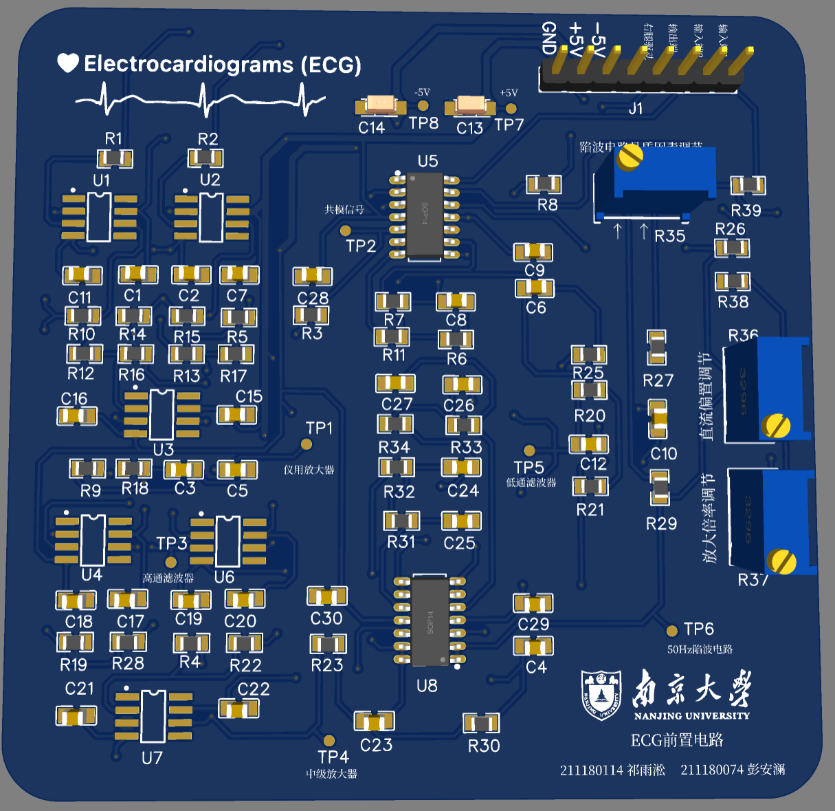 Electrocardiograms (ECG)
GND
+5V
-5V
J1
-5V
+5V
C14
TP8
C13
TP7
R1
R2
U1
U2
U5
SOP14
共模信号
TP2
R8
R35
R39
R26
R38
C9
C6
C11
C1
C2
C7
C28
R10
R14
R15
R5
R3
R7
C8
R12
R16
R13
R17
R11
R6
R25
R27
R36
3296
直流偏置调节
C16
C15
U3
C27
C26
R20
C10
TP1
仪用放大器
R34
R33
TP5
低通滤波器
C12
R9
R18
C3
C5
R32
C24
R21
R29
放大倍率调节
3296
R37
R31
C25
U4
TP3
高通滤波器
U6
C18
C17
C19
C20
C30
SOP14
C29
TP6
50Hz陷波电路
R19
R28
R4
R22
R23
C4
U8
C21
C22
U7
C23
R30
TP4
中级放大器
南京大学
NANJING UNIVERSITY
ECG前置电路
211180114 祁雨淞 211180074 彭安澜